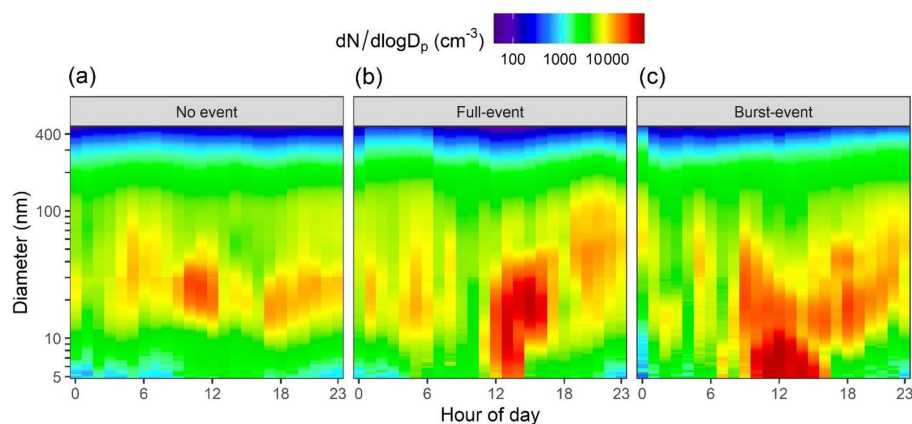 dN/dlogDp (cm-3)
100 1000 10000
(a) (b) (c)
No event Full-event Burst-event
400
100
10
5
Diameter (nm)
0 6 12 18 23 0 6 12 18 23 0 6 12 18 23
Hour of day